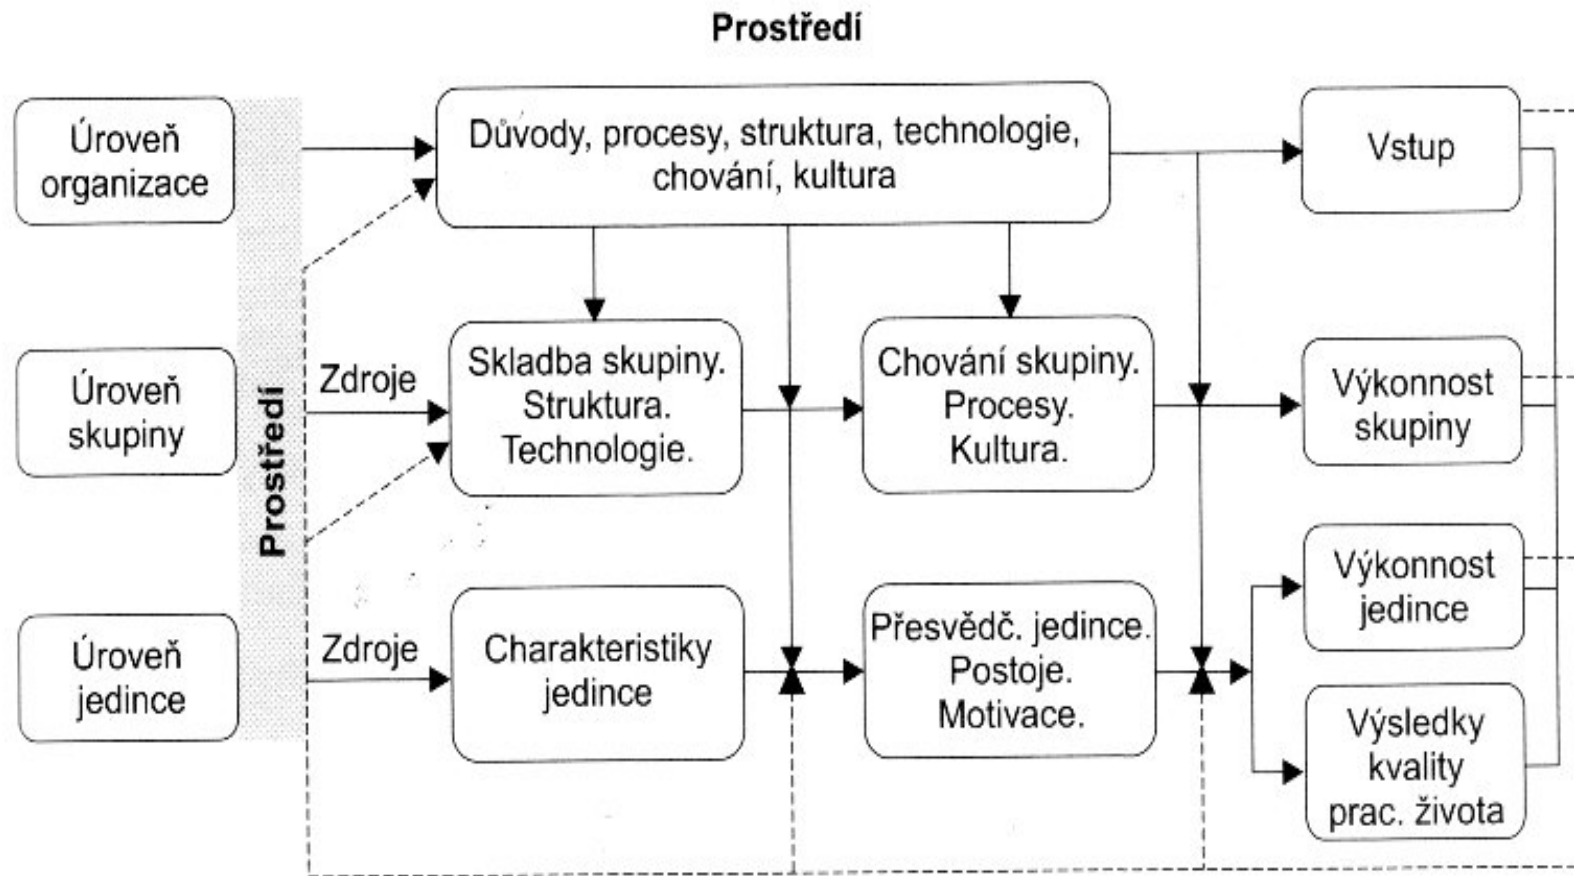 Prostředí
Úroveň
organizace
Důvody, procesy, struktura, technologie,
chování, kultura
Vstup
Prostředí
Úroveň
skupiny
Zdroje
Skladba skupiny.
Struktura.
Technologie.
Chování skupiny.
Procesy.
Kultura.
Výkonnost
skupiny
Úroveň
jedince
Zdroje
Charakteristiky
jedince
Přesvědč. jedince.
Postoje.
Motivace.
Výkonnost
jedince
Výsledky
kvality
prac. života